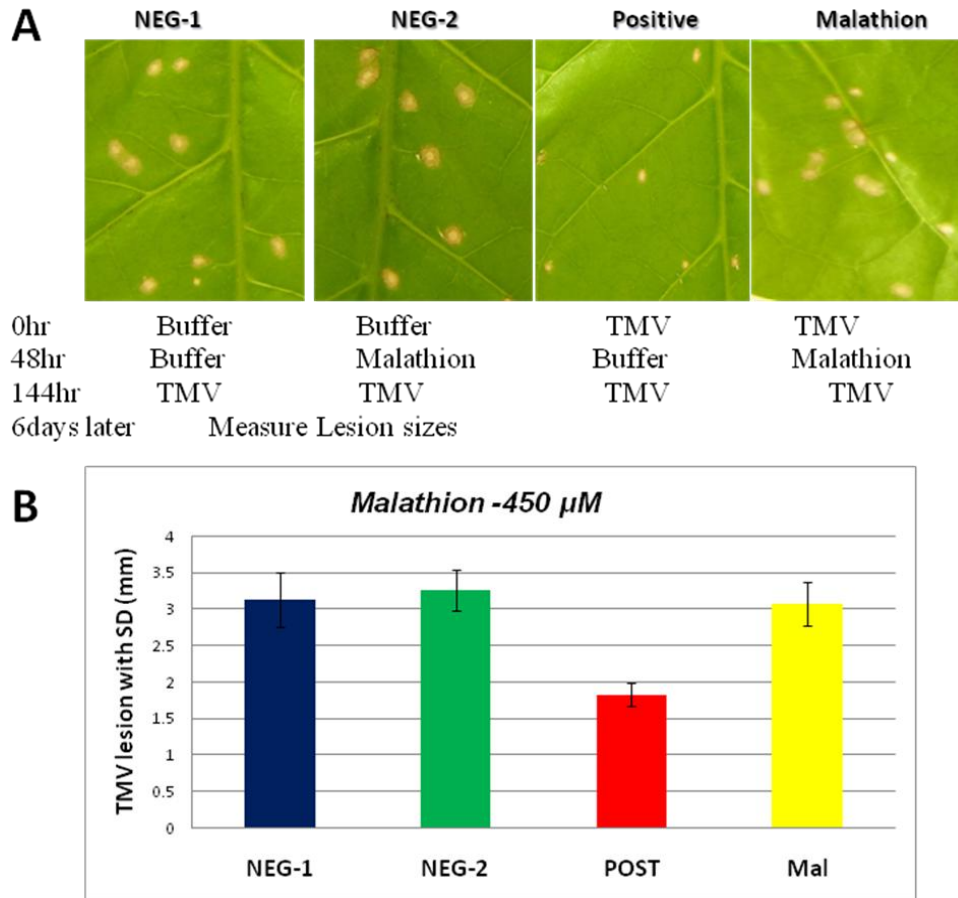 A
NEG-1 NEG-2 Positive Malathion
0hr Buffer Buffer TMV TMV
48hr Buffer Malathion Buffer Malathion
144hr TMV TMV TMV TMV
6days later Measure Lesion sizes
B
Malathion -450 µM
TMV lesion with SD (mm)
4
3.5
3
2.5
2
1.5
1
0.5
0
NEG-1 NEG-2 POST Mal